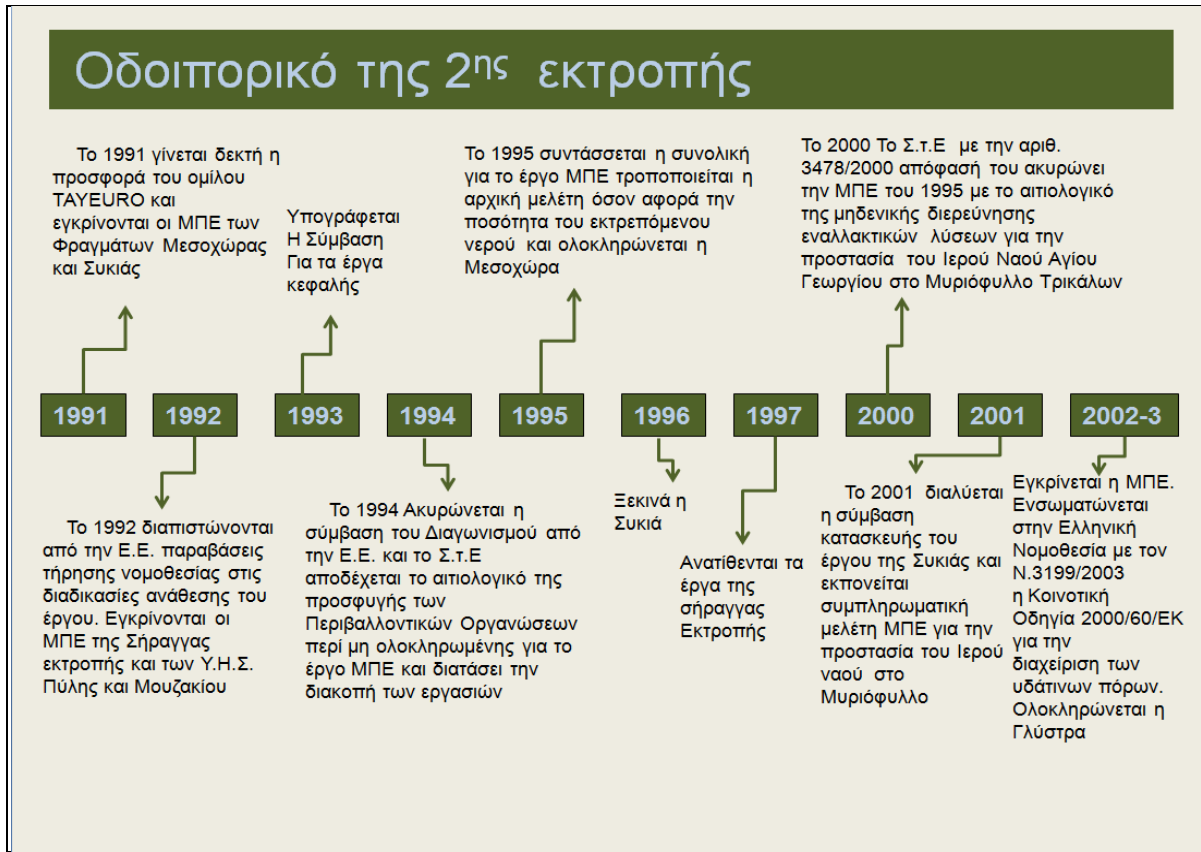 Οδοιπορικό της 2ης εκτροπής
Το 1991 γίνεται δεκτή η
προσφορά του ομίλου
TAYEURO και
εγκρίνονται οι ΜΠΕ των
Φραγμάτων Μεσοχώρας
και Συκιάς
Υπογράφεται
Η Σύμβαση
Για τα έργα
κεφαλής
Το 1995 συντάσσεται η συνολική
για το έργο ΜΠΕ τροποποιείται η
αρχική μελέτη όσον αφορά την
ποσότητα του εκτρεπόμενου
νερού και ολοκληρώνεται η
Μεσοχώρα
Το 2000 Το Σ.τ.Ε με την αριθ.
3478/2000 απόφασή του ακυρώνει
την ΜΠΕ του 1995 με το αιτιολογικό
της μηδενικής διερεύνησης
εναλλακτικών λύσεων για την
προστασία του Ιερού Ναού Αγίου
Γεωργίου στο Μυριόφυλλο Τρικάλων
1991
1992
1993
1994
1995
1996
1997
2000
2001
2002-3
Το 1992 διαπιστώνονται
από την Ε.Ε. παραβάσεις
τήρησης νομοθεσίας στις
διαδικασίες ανάθεσης του
έργου. Εγκρίνονται οι
ΜΠΕ της Σήραγγας
εκτροπής και των Υ.Η.Σ.
Πύλης και Μουζακίου
Το 1994 Ακυρώνεται η
σύμβαση του Διαγωνισμού από
την Ε.Ε. και το Σ.τ.Ε
αποδέχεται το αιτιολογικό της
προσφυγής των
Περιβαλλοντικών Οργανώσεων
περί μη ολοκληρωμένης για το
έργο ΜΠΕ και διατάσει την
διακοπή των εργασιών
Ξεκινά η
Συκιά
Ανατίθενται τα
έργα της
σήραγγας
Εκτροπής
Το 2001 διαλύεται
η σύμβαση
κατασκευής του
έργου της Συκιάς και
εκπονείται
συμπληρωματική
μελέτη ΜΠΕ για την
προστασία του Ιερού
ναού στο
Μυριόφυλλο
Εγκρίνεται η ΜΠΕ.
Ενσωματώνεται
στην Ελληνική
Νομοθεσία με τον
Ν.3199/2003
η Κοινοτική
Οδηγία 2000/60/ΕΚ
για την
διαχείριση των
υδάτινων πόρων.
Ολοκληρώνεται η
Γλύστρα